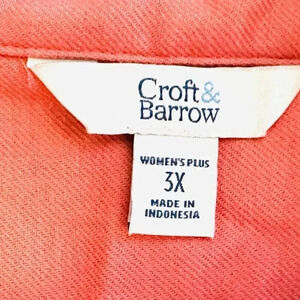 Croft&
Barrow
WOMEN'S PLUS
3X
MADE IN
INDONESIA